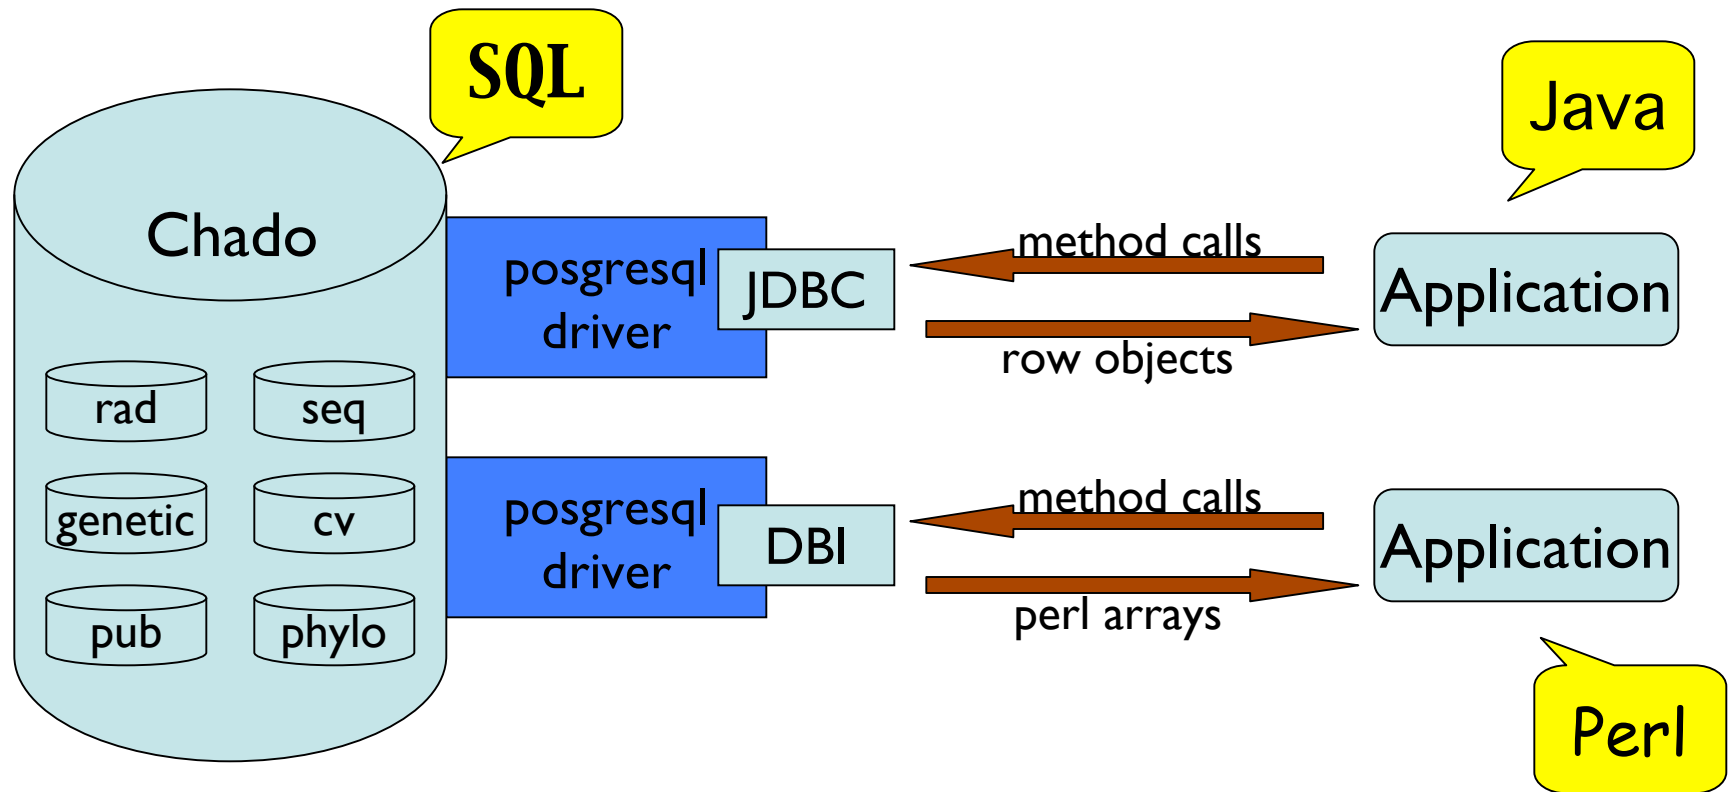 SQL
Java
Chado
posgresql
driver
JDBC
method calls
row objects
Application
rad
seq
genetic
cv
pub
phylo
posgresql
driver
DBI
method calls
perl arrays
Application
Perl